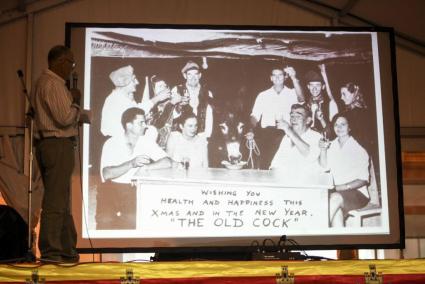 WISHING YOU
HEALTH AND HAPPINESS THIS
XMAS AND IN THE NEW YEAR.
"THE OLD COCK"